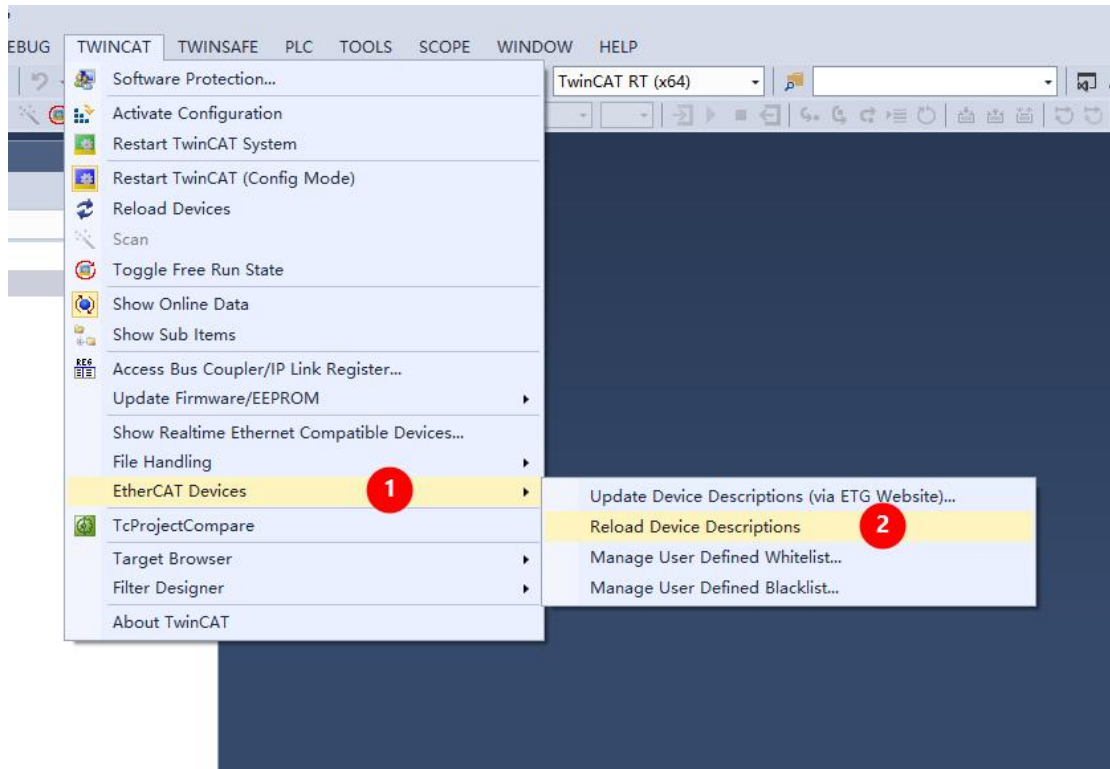 EBUG TWINCAT TWINSAFE PLC TOOLS SCOPE WINDOW HELP
Software Protection...
TwinCAT RT (x64)
Activate Configuration
Restart TwinCAT System
Restart TwinCAT (Config Mode)
Reload Devices
Scan
Toggle Free Run State
Show Online Data
Show Sub Items
REG
Access Bus Coupler/IP Link Register...
Update Firmware/EEPROM
Show Realtime Ethernet Compatible Devices...
File Handling
EtherCAT Devices 1
Update Device Descriptions (via ETG Website)...
Reload Device Descriptions 2
Manage User Defined Whitelist...
Manage User Defined Blacklist...
TcProjectCompare
Target Browser
Filter Designer
About TwinCAT